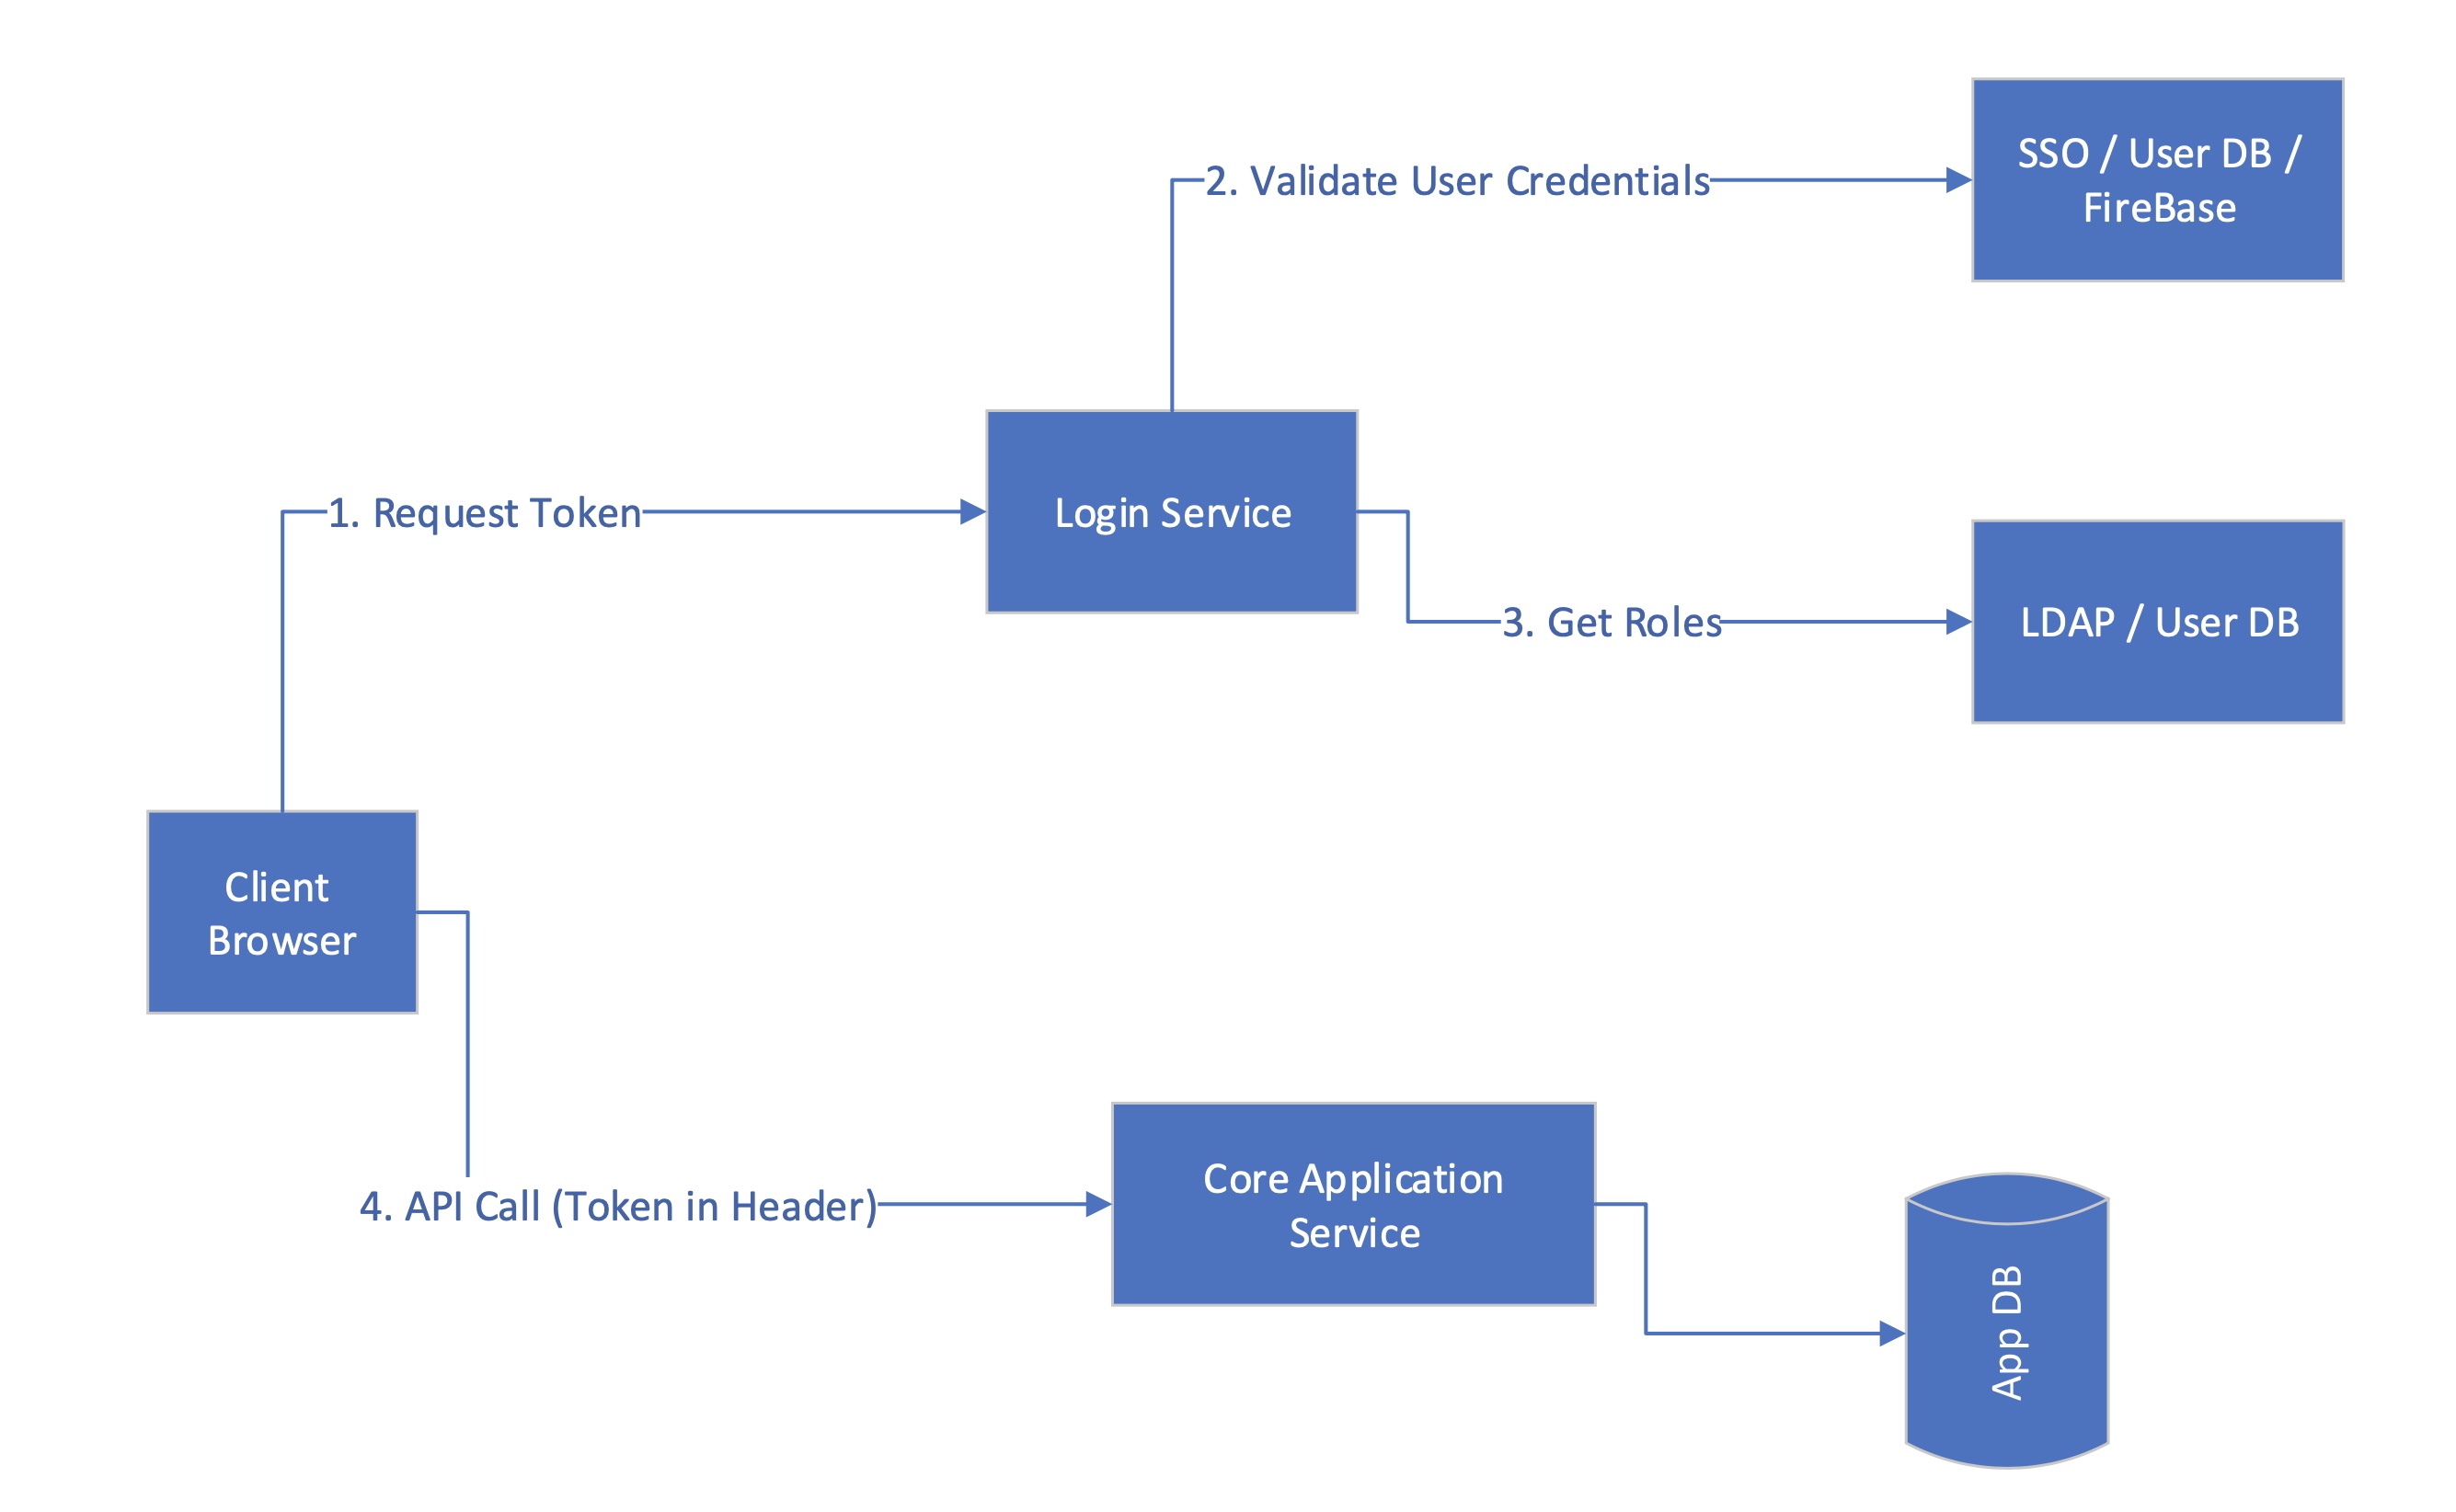 SSO / User DB /
FireBase
2. Validate User Credentials
1. Request Token
Login Service
3. Get Roles
LDAP / User DB
Client
Browser
4. API Call (Token in Header)
Core Application
Service
App DB